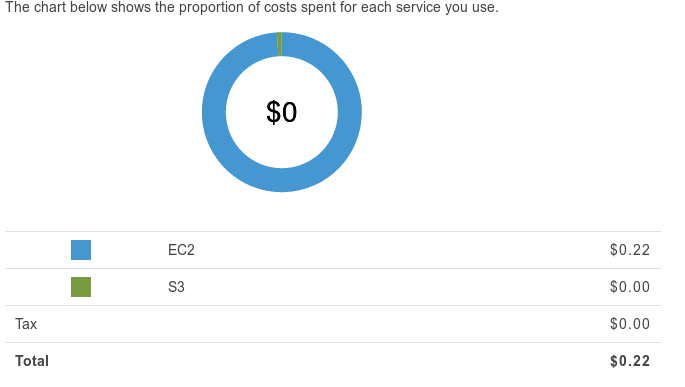 The chart below shows the proportion of costs spent for each service you use.
$0
EC2 $0.22
S3 $0.00
Tax $0.00
Total $0.22